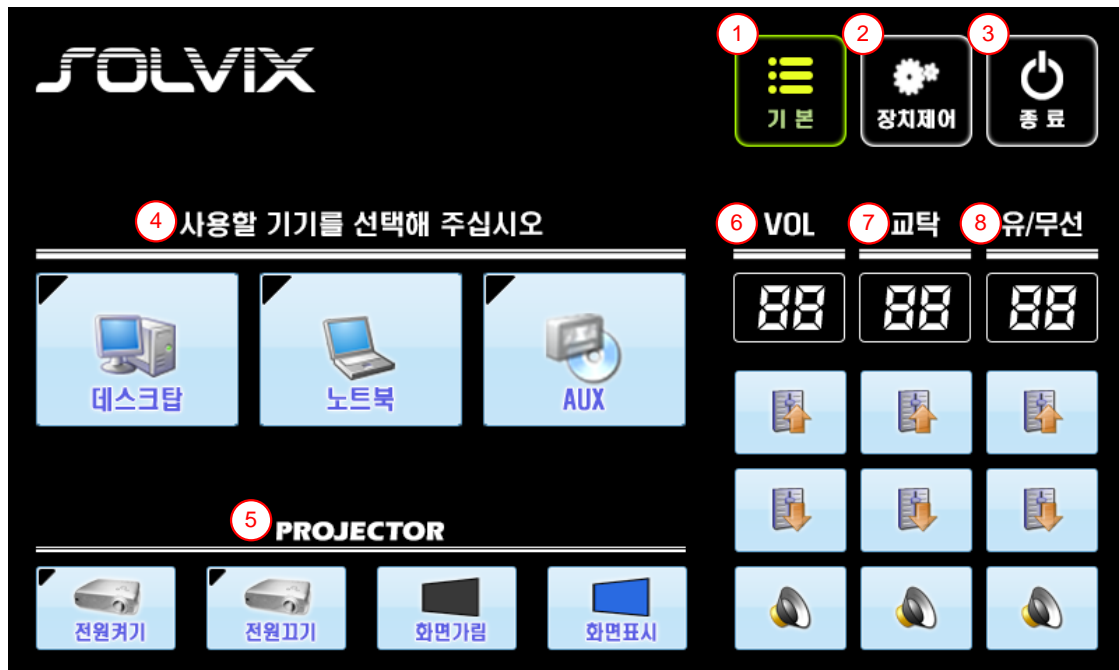 SOLVIX
1 2 3
기 본 장치제어 종 료
4 사용할 기기를 선택해 주십시오
6 VOL 7 교탁 8 유/무선
88 88 88
데스크탑 노트북 AUX
5 PROJECTOR
전원켜기 전원끄기 화면가림 화면표시